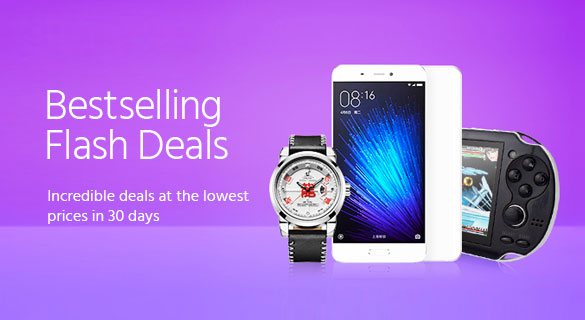 Bestselling
Flash Deals
Incredible deals at the lowest
prices in 30 days
08:16